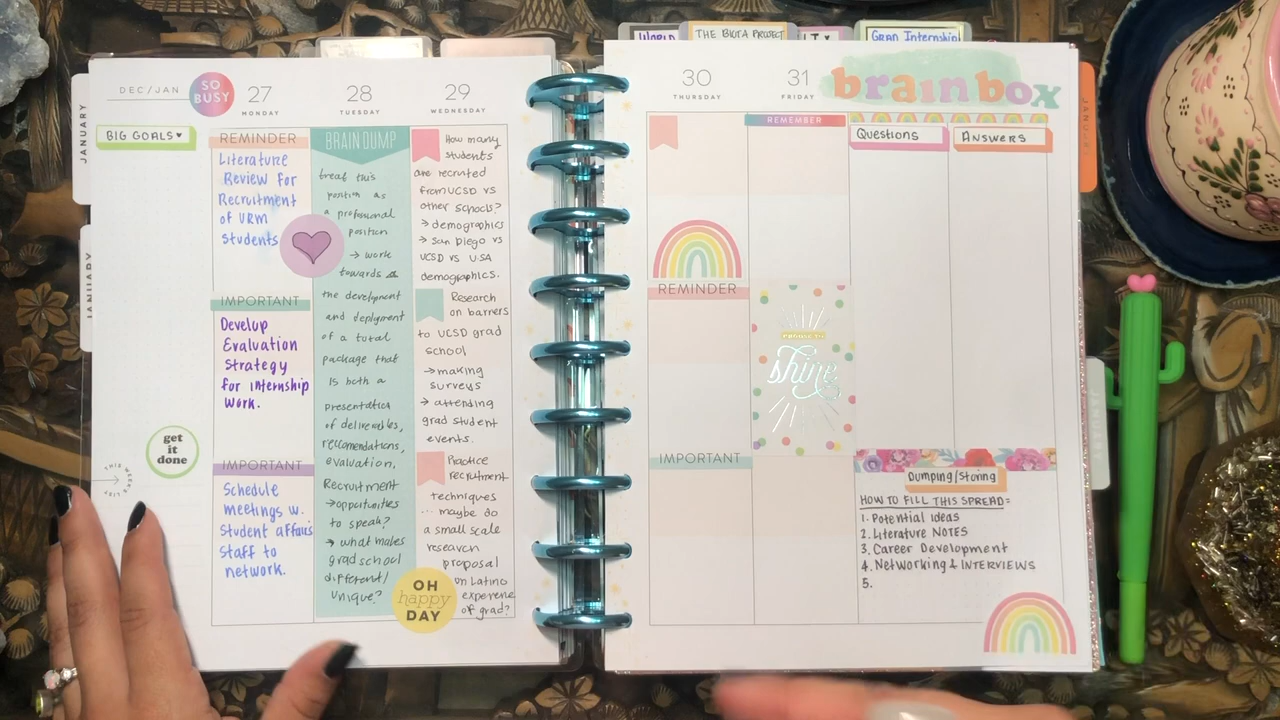 WORLD
THE BIOTA PROJECT
Grad Internship
brain box
DEC/JAN
SO
BUSY
27
MONDAY
28
TUESDAY
29
WEDNESDAY
30
THURSDAY
31
FRIDAY
JANUARY
JANUARY
BIG GOALS
get
it
done
THIS WEEK'S LIST
REMINDER
Literature
Review for
Recruitment
of URM
students
IMPORTANT
Develop
Evaluation
Strategy
for internship
work.
IMPORTANT
Schedule
meetings w.
Student affairs
staff to
network.
BRAIN DUMP
treat this
position as
a professional
position
→ work
towards
the development
and deployment
of a total
package that
is both a
presentation
of deliverables,
recomendations,
evaluation.
Recruitment
→opportunities
to speak?
→ what makes
grad school
different/
unique?
How many
students
are recruited
from UCSD vs
other schools?
→ demographics
→ san diego vs
UCSD vs USA
demographics.
Research
on barriers
to UCSD grad
school
→making
surveys
→ attending
grad student
events.
Practice
recruitment
techniques
... maybe do
a small scale
research
proposal
on Latino
experience
of grad?
OH
happy
DAY
REMINDER
IMPORTANT
REMEMBER
shine
Questions
Answers
Dumping/Storing
HOW TO FILL THIS SPREAD:
1. Potential ideas
2. Literature NOTES
3. Career Development
4. Networking & INTERVIEWS
5.
JANUARY
JANUARY